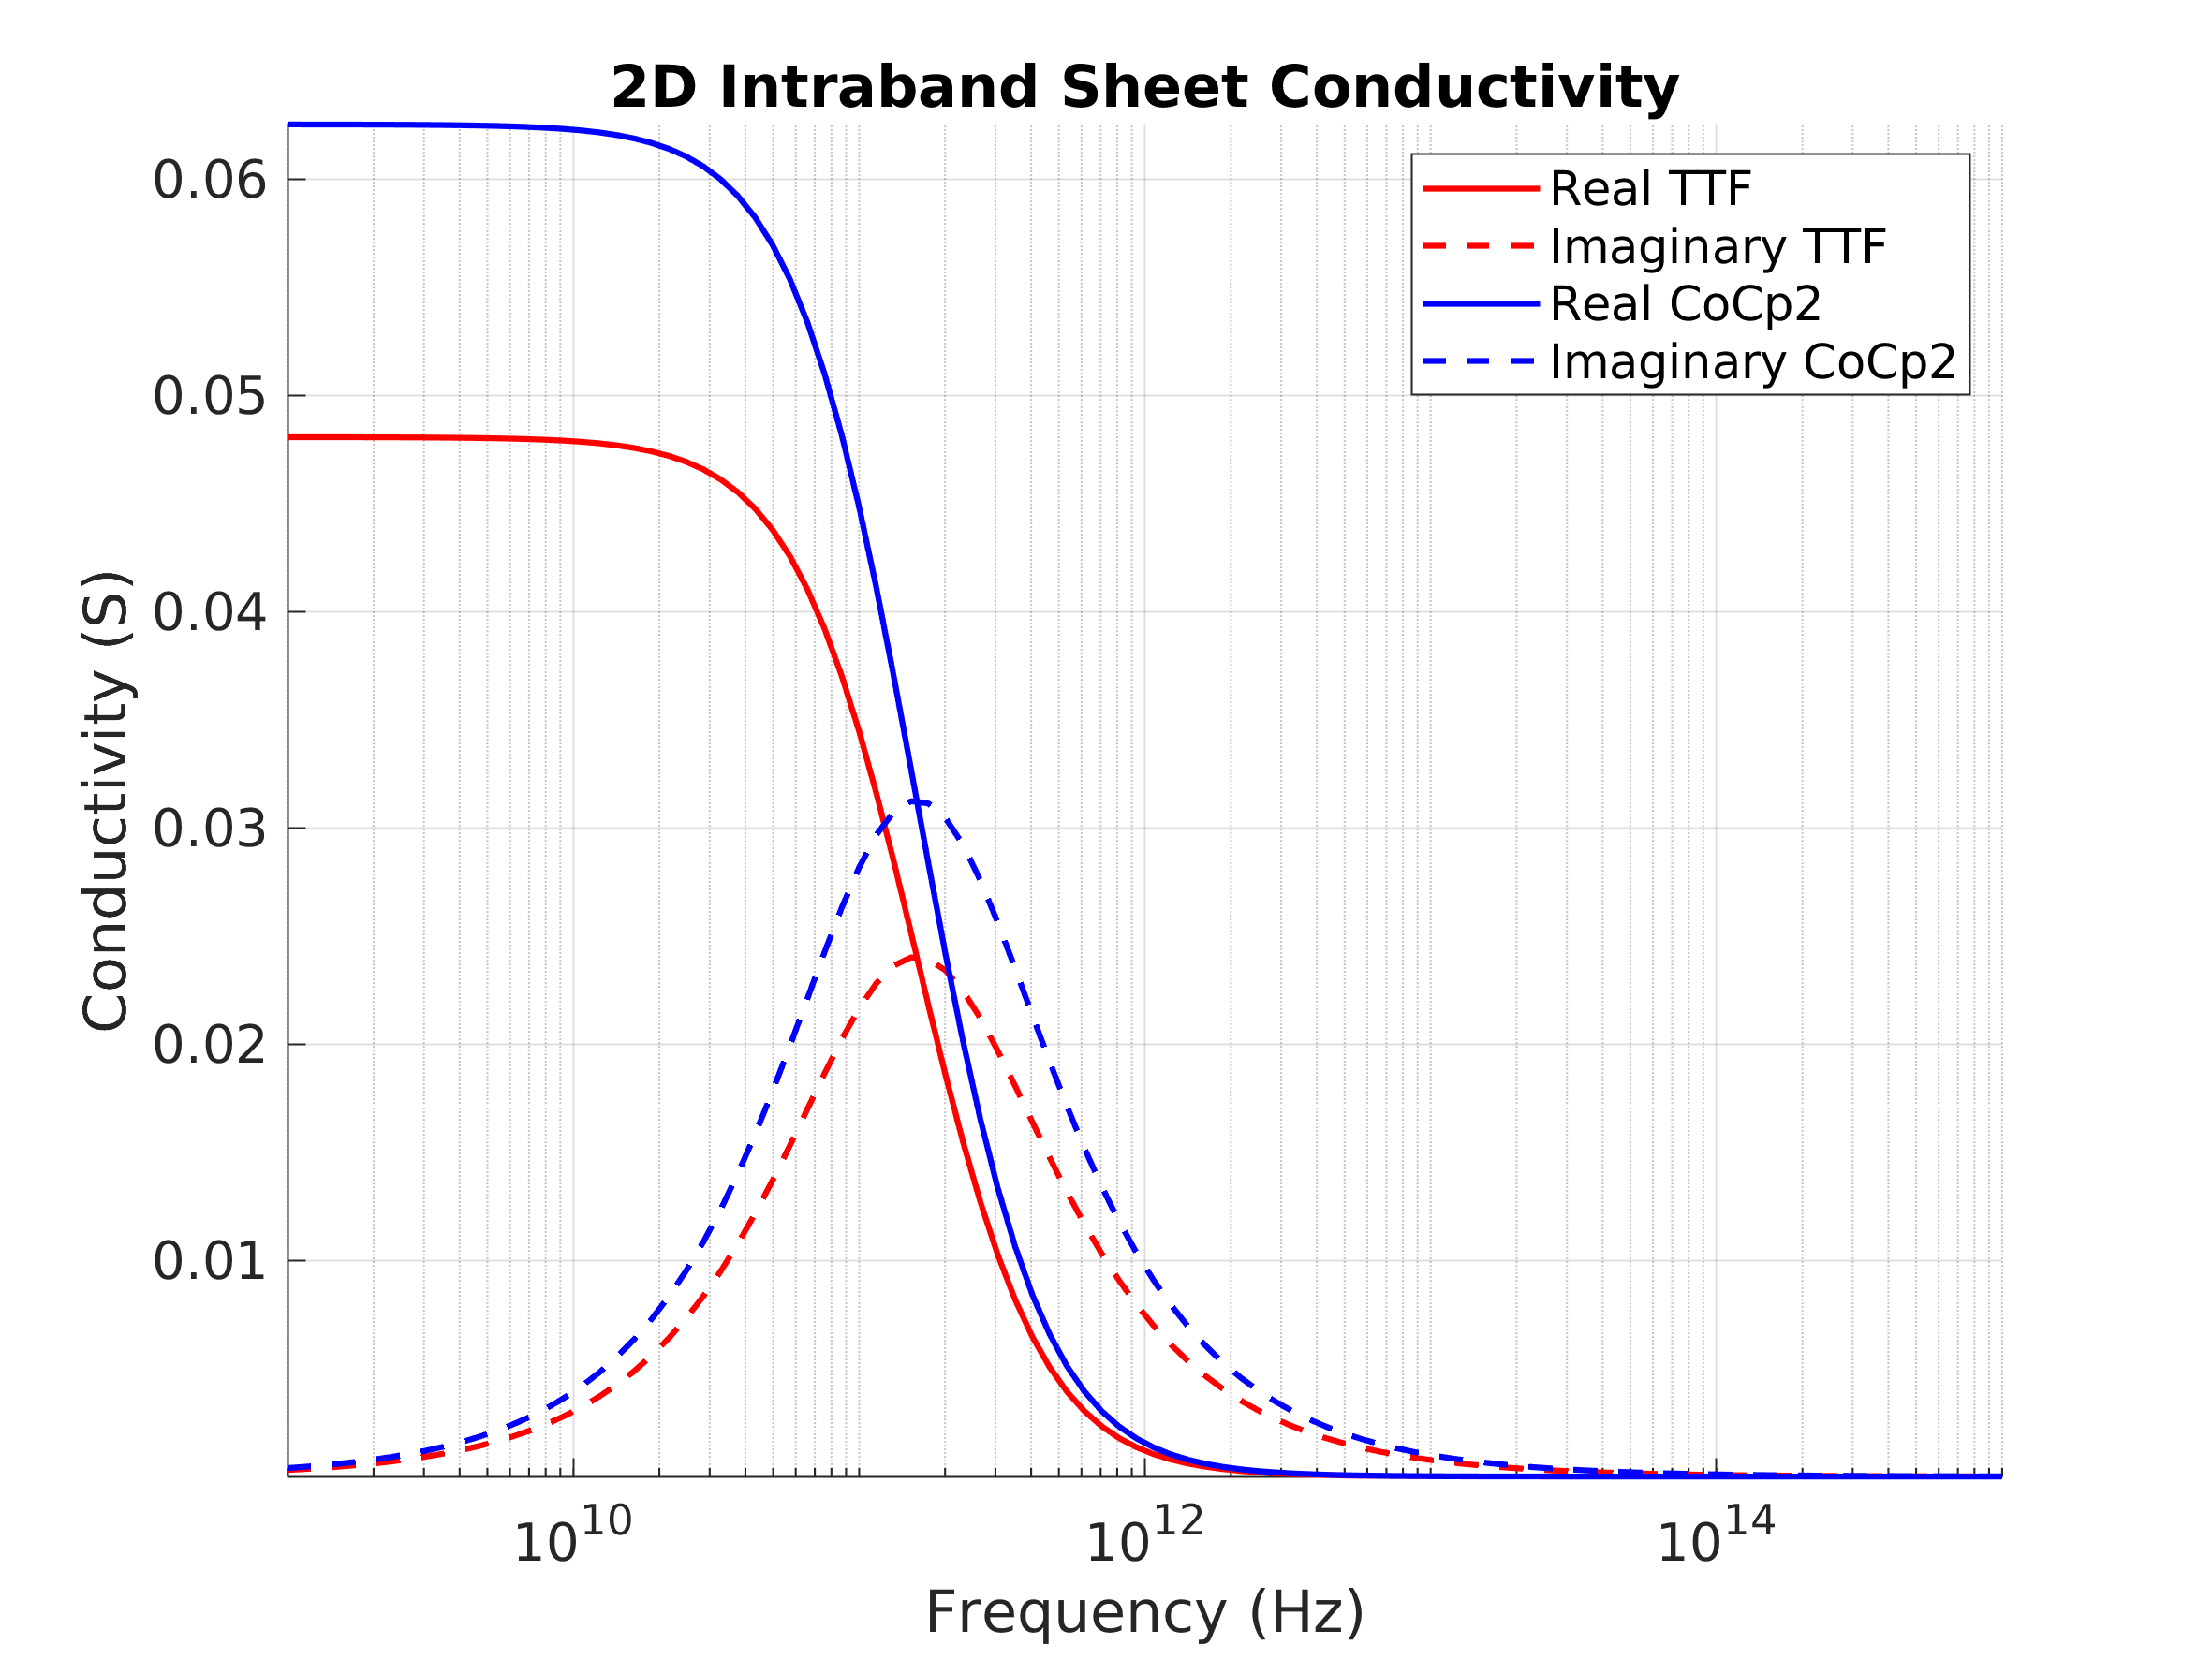 2D Intraband Sheet Conductivity
Real TTF
Imaginary TTF
Real CoCp2
Imaginary CoCp2
0.06
0.05
0.04
0.03
0.02
0.01
Conductivity (S)
10^10
10^12
10^14
Frequency (Hz)